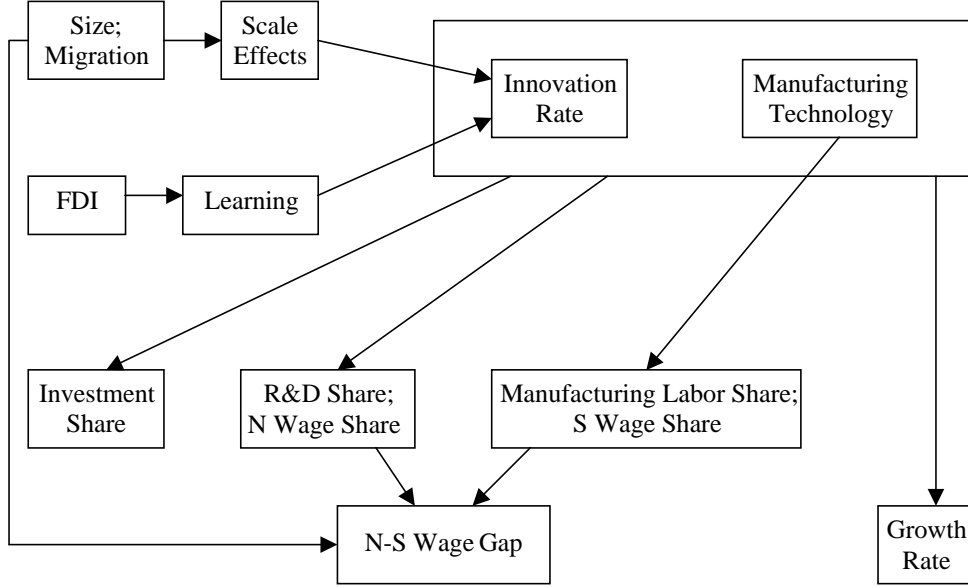 Size;
Migration
Scale
Effects
Innovation
Rate
Manufacturing
Technology
FDI
Learning
Investment
Share
R&D Share;
N Wage Share
Manufacturing Labor Share;
S Wage Share
N-S Wage Gap
Growth
Rate